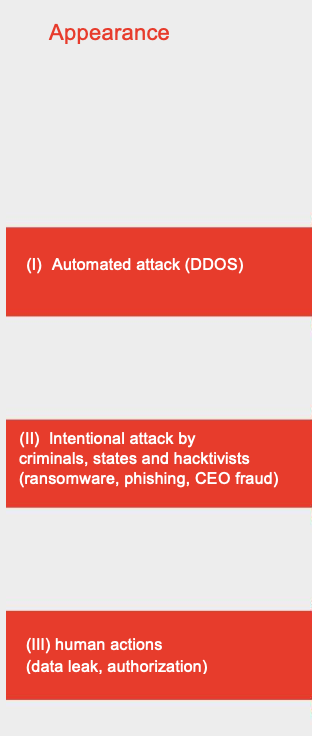 Appearance
(I) Automated attack (DDOS)
(II) Intentional attack by
criminals, states and hacktivists
(ransomware, phishing, CEO fraud)
(III) human actions
(data leak, authorization)